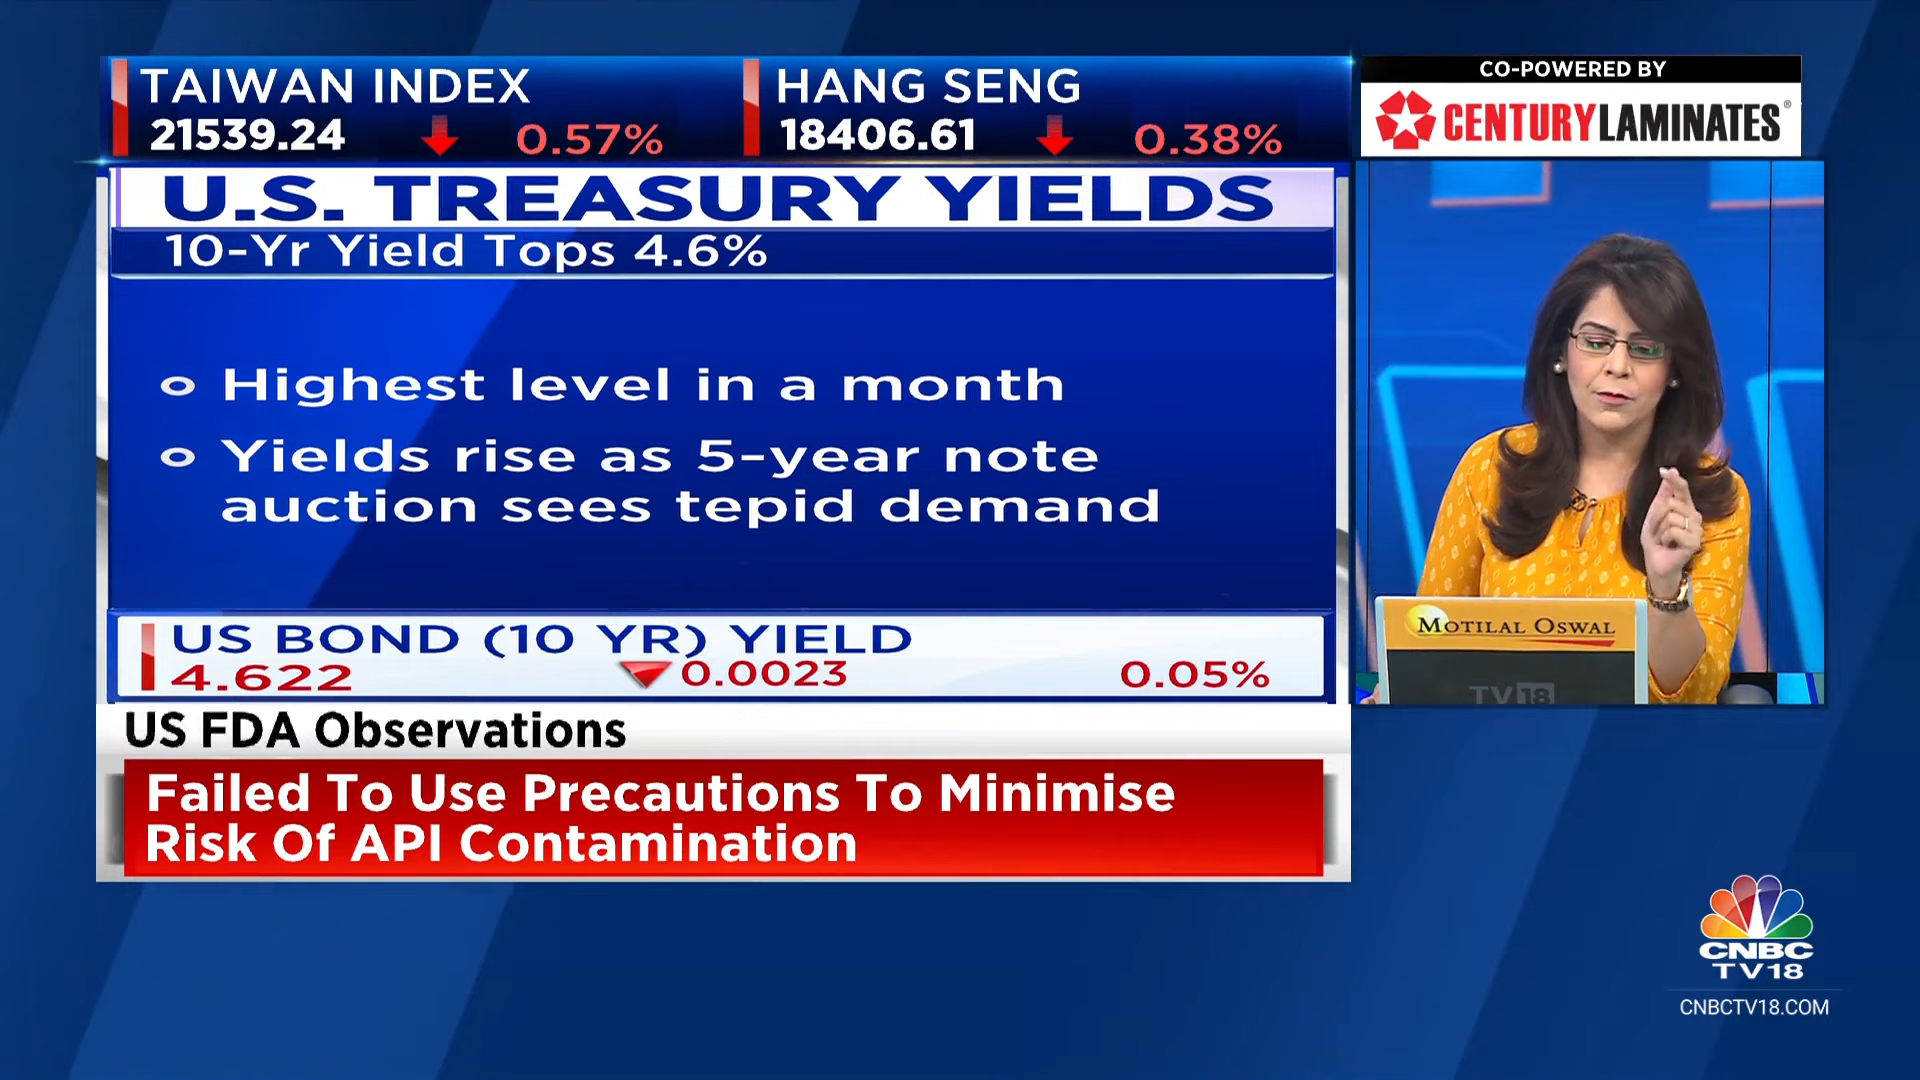 TAIWAN INDEX
21539.24 0.57%
HANG SENG
18406.61 0.38%
CO-POWERED BY
CENTURYLAMINATES®
U.S. TREASURY YIELDS
10-Yr Yield Tops 4.6%
Highest level in a month
Yields rise as 5-year note
auction sees tepid demand
US BOND (10 YR) YIELD
4.622 0.0023 0.05%
MOTILAL OSWAL
TV18
US FDA Observations
Failed To Use Precautions To Minimise
Risk Of API Contamination
CNBC
TV18
CNBCTV18.COM